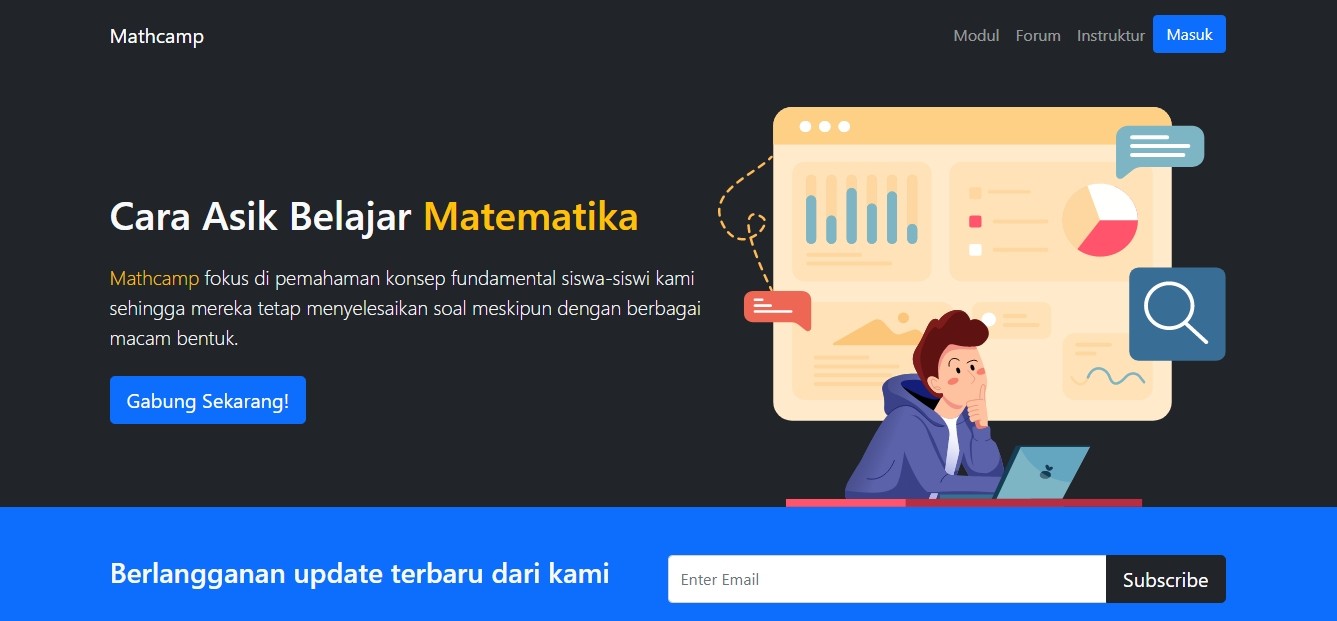 Mathcamp
Modul Forum Instruktur Masuk
Cara Asik Belajar Matematika
Mathcamp fokus di pemahaman konsep fundamental siswa-siswi kami
sehingga mereka tetap menyelesaikan soal meskipun dengan berbagai
macam bentuk.
Gabung Sekarang!
Berlangganan update terbaru dari kami
Enter Email
Subscribe